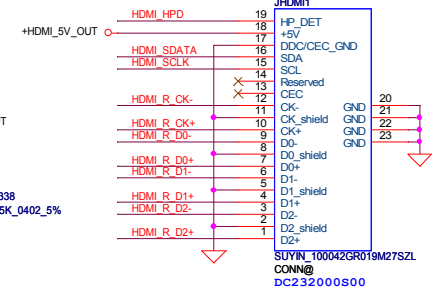 JHDMI1
HDMI_HPD 19 HP_DET
+HDMI_5V_OUT 18 +5V
17 DDC/CEC_GND
HDMI_SDATA 16 SDA
HDMI_SCLK 15 SCL
14 Reserved
13 CEC
HDMI_R_CK- 12 CK- GND 20
11 CK_shield GND 21
HDMI_R_CK+ 10 CK+ GND 22
HDMI_R_D0- 9 D0- GND 23
8 D0_shield
HDMI_R_D0+ 7 D0+
HDMI_R_D1- 6 D1-
5 D1_shield
HDMI_R_D1+ 4 D1+
HDMI_R_D2- 3 D2-
2 D2_shield
HDMI_R_D2+ 1 D2+
5K_0402_5%
SUYIN_100042GR019M27SZL
CONN@
DC232000S00